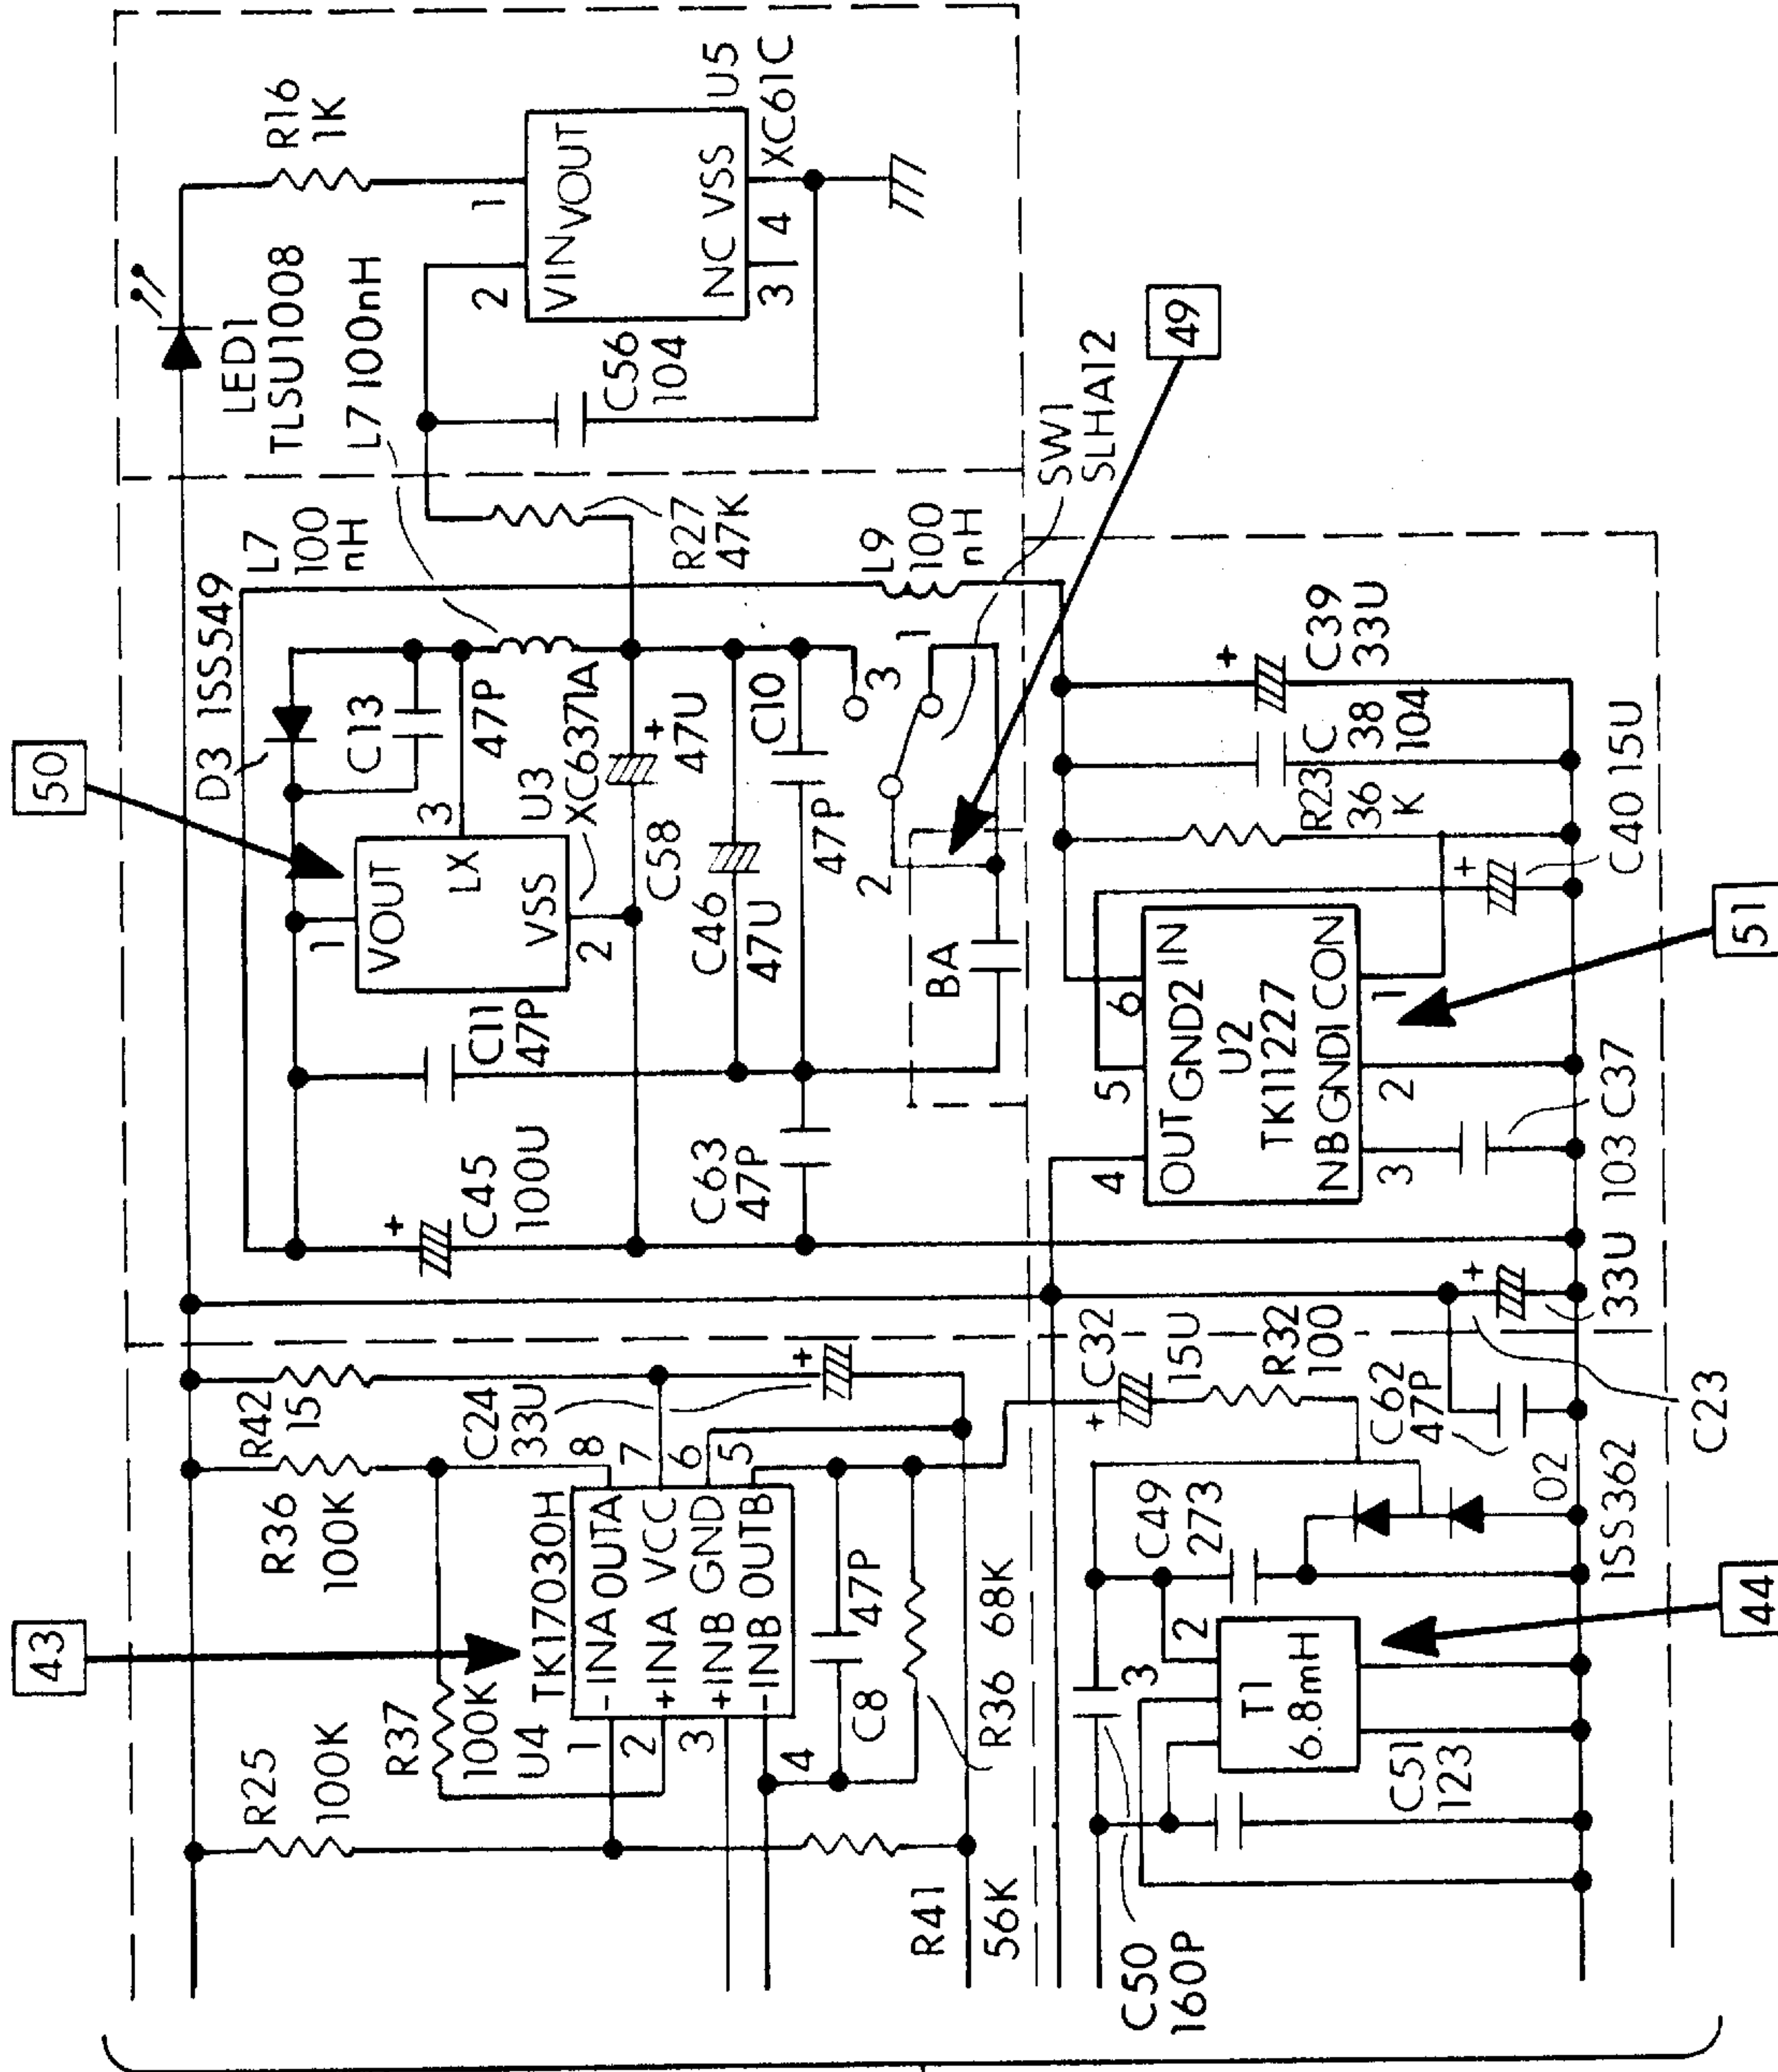 LED1
TLSU1008
R16
1K
1
2
VIN
VOUT
NC
VSS
3
4
U5
XC61C
C56
104
L7 100nH
L7
100
nH
D3 1SS549
50
C13
47P
3
1
VOUT
LX
VSS
2
U3
XC6371A
R27
47K
+
47U
C58
C46
47U
C10
47P
C11
47P
+
C45
100U
C63
47P
L9
100
nH
3
1
2
SW1
SLHA12
49
BA
+
C39
33U
C
38
104
R23
36
K
+
C40 15U
6
5
4
IN
GND2
OUT
U2
TK11227
NB
GND1
CON
3
2
1
51
103 C37
+
33U
C23
R42
15
R36
100K
C24
33U
+
43
R25
100K
R37
100K
U4
TK17030H
-INA OUTA
+INA VCC
+INB GND
-INB OUTB
1
2
3
4
8
7
6
5
47P
C8
R36 68K
R41
56K
C32
15U
+
R32
100
C62
47P
02
1SS362
C49
273
2
3
T1
6.8mH
44
C51
123
C50
160P